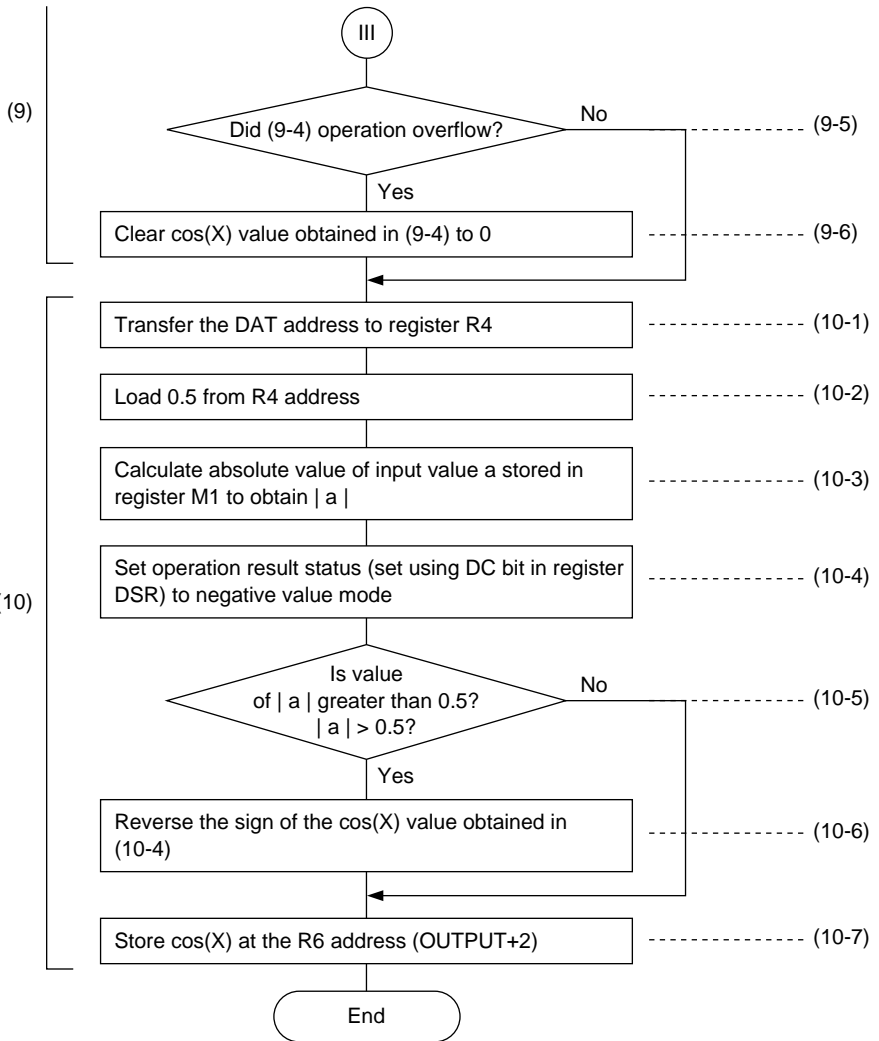 III
(9)
Did (9-4) operation overflow?
No
(9-5)
Yes
Clear cos(X) value obtained in (9-4) to 0
(9-6)
Transfer the DAT address to register R4
(10-1)
Load 0.5 from R4 address
(10-2)
Calculate absolute value of input value a stored in
register M1 to obtain | a |
(10-3)
Set operation result status (set using DC bit in register
DSR) to negative value mode
(10-4)
10)
Is value
of | a | greater than 0.5?
| a | > 0.5?
No
(10-5)
Yes
Reverse the sign of the cos(X) value obtained in
(10-4)
(10-6)
Store cos(X) at the R6 address (OUTPUT+2)
(10-7)
End